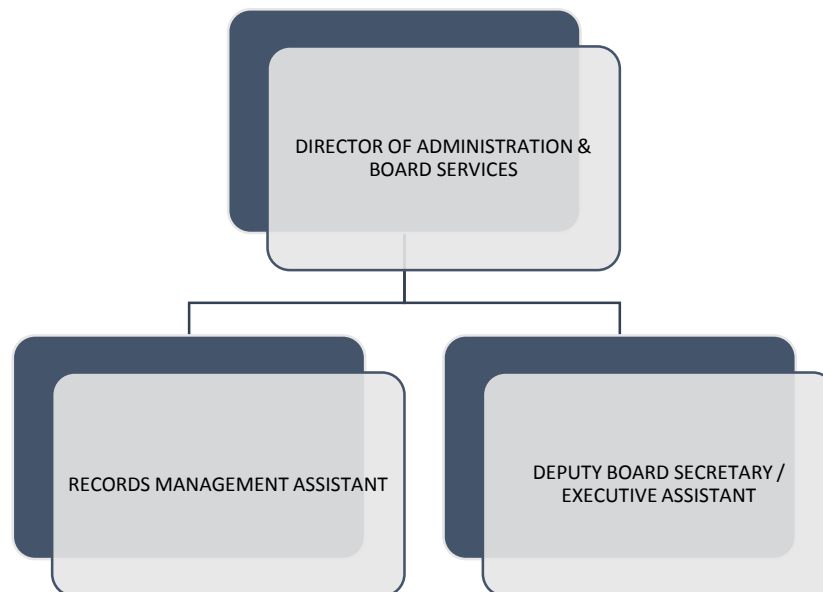 DIRECTOR OF ADMINISTRATION &
BOARD SERVICES
RECORDS MANAGEMENT ASSISTANT
DEPUTY BOARD SECRETARY /
EXECUTIVE ASSISTANT